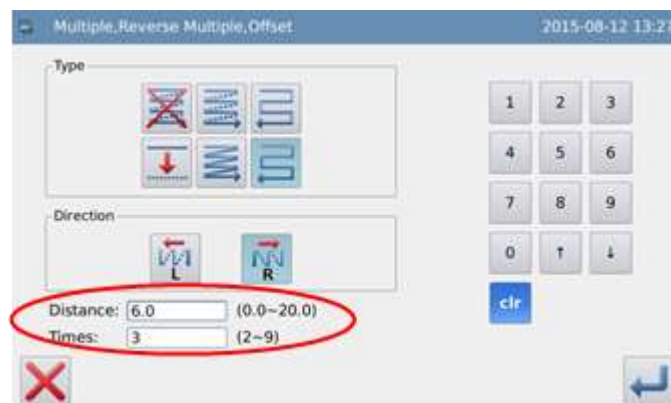 Multiple,Reverse Multiple,Offset 2015-08-12 13:27
Type
1 2 3
4 5 6
Direction
7 8 9
L R
0 ↑ ↓
Distance: 6.0 (0.0~20.0)
clr
Times: 3 (2~9)